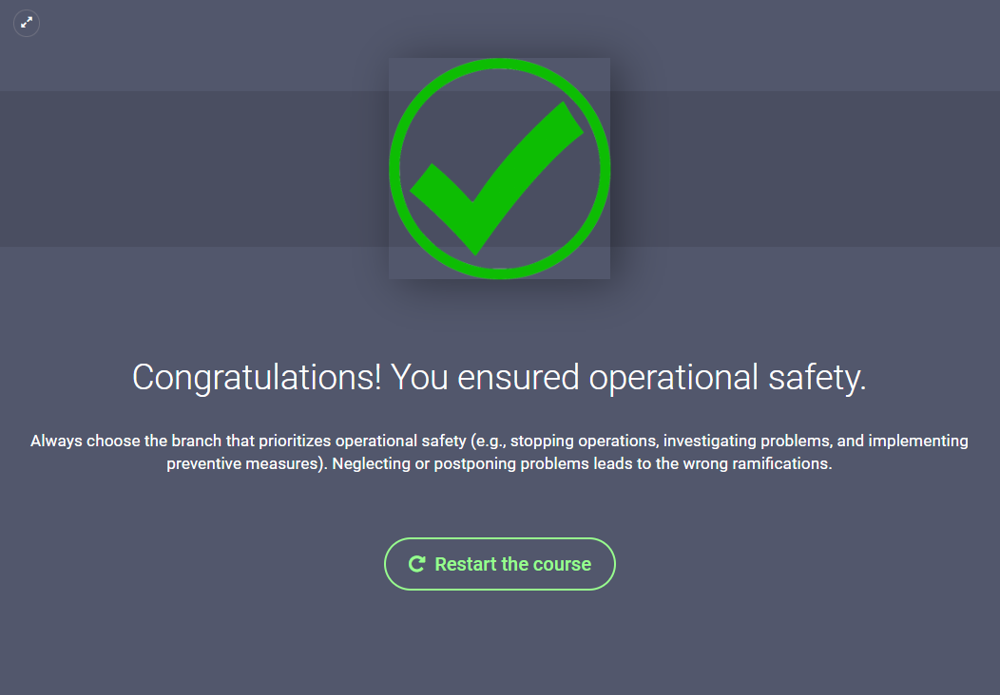 Congratulations! You ensured operational safety.
Always choose the branch that prioritizes operational safety (e.g., stopping operations, investigating problems, and implementing
preventive measures). Neglecting or postponing problems leads to the wrong ramifications.
Restart the course